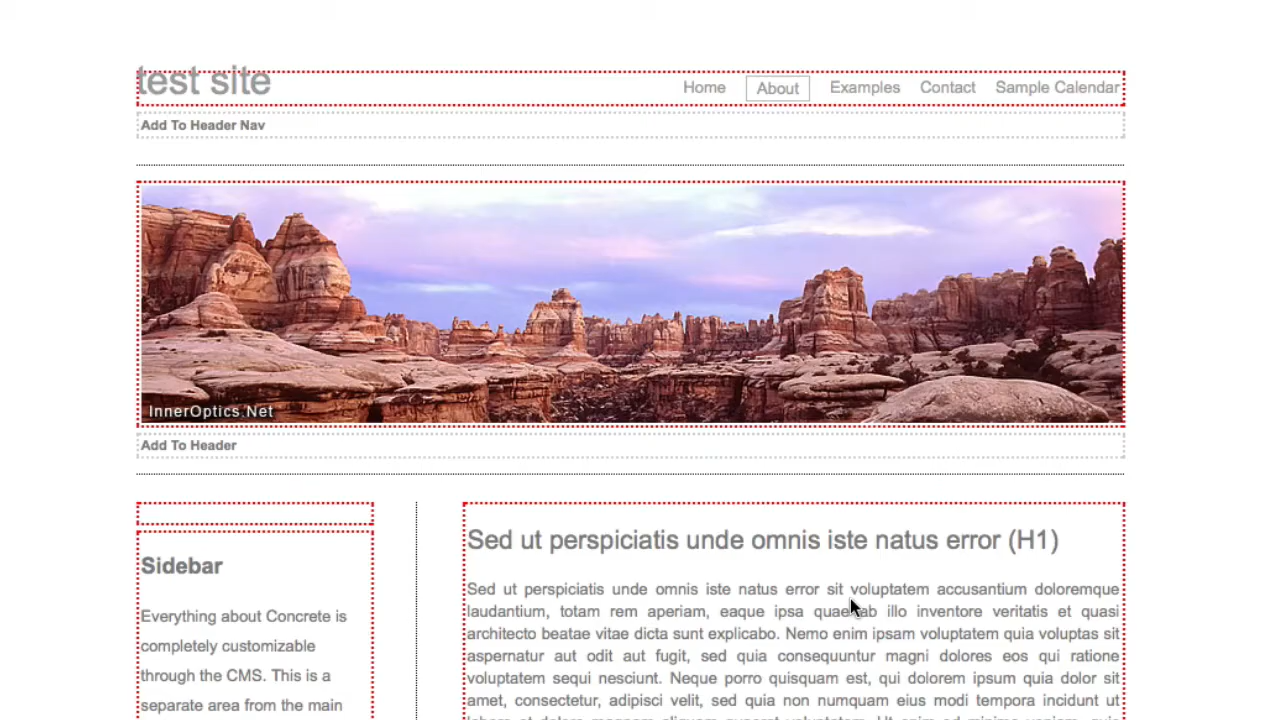 test site
Home About Examples Contact Sample Calendar
Add To Header Nav
InnerOptics.Net
Add To Header
Sidebar
Everything about Concrete is
completely customizable
through the CMS. This is a
separate area from the main
Sed ut perspiciatis unde omnis iste natus error (H1)
Sed ut perspiciatis unde omnis iste natus error sit voluptatem accusantium doloremque
laudantium, totam rem aperiam, eaque ipsa quae ab illo inventore veritatis et quasi
architecto beatae vitae dicta sunt explicabo. Nemo enim ipsam voluptatem quia voluptas sit
aspernatur aut odit aut fugit, sed quia consequuntur magni dolores eos qui ratione
voluptatem sequi nesciunt. Neque porro quisquam est, qui dolorem ipsum quia dolor sit
amet, consectetur, adipisci velit, sed quia non numquam eius modi tempora incidunt ut